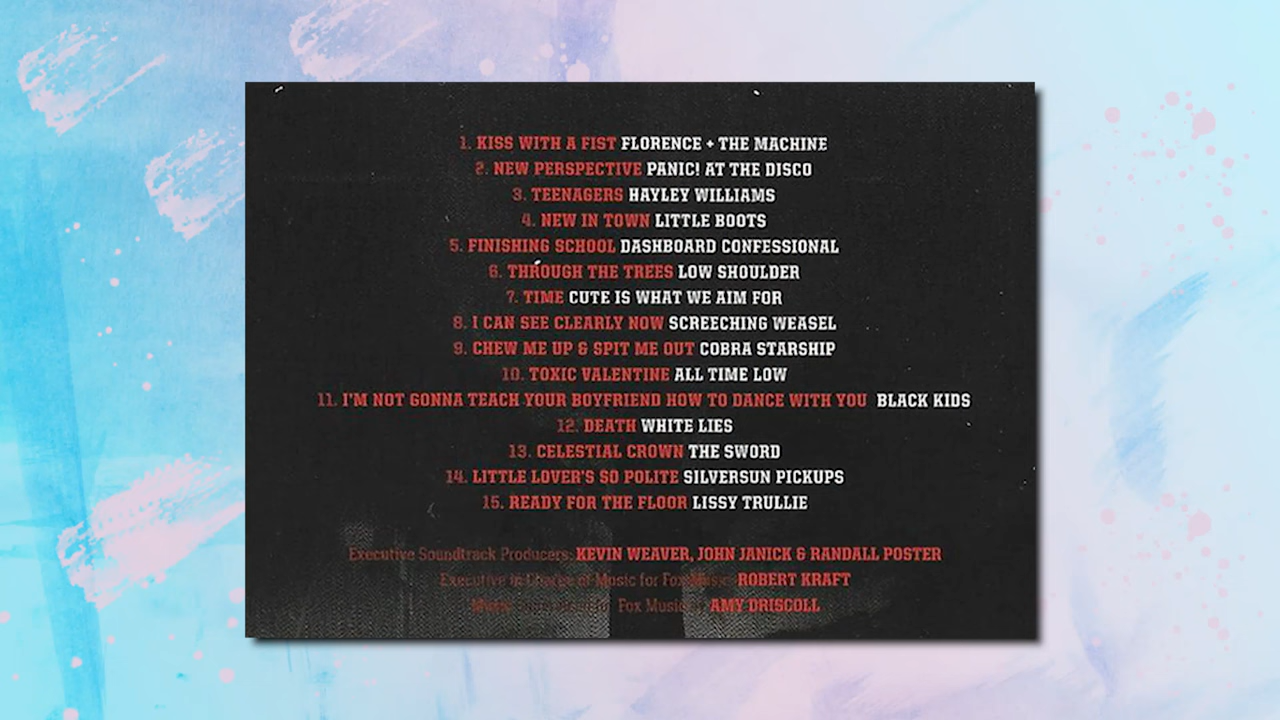 1. KISS WITH A FIST FLORENCE + THE MACHINE
2. NEW PERSPECTIVE PANIC! AT THE DISCO
3. TEENAGERS HAYLEY WILLIAMS
4. NEW IN TOWN LITTLE BOOTS
5. FINISHING SCHOOL DASHBOARD CONFESSIONAL
6. THROUGH THE TREES LOW SHOULDER
7. TIME CUTE IS WHAT WE AIM FOR
8. I CAN SEE CLEARLY NOW SCREECHING WEASEL
9. CHEW ME UP & SPIT ME OUT COBRA STARSHIP
10. TOXIC VALENTINE ALL TIME LOW
11. I'M NOT GONNA TEACH YOUR BOYFRIEND HOW TO DANCE WITH YOU BLACK KIDS
12. DEATH WHITE LIES
13. CELESTIAL CROWN THE SWORD
14. LITTLE LOVER'S SO POLITE SILVERSUN PICKUPS
15. READY FOR THE FLOOR LISSY TRULLIE
Executive Soundtrack Producers: KEVIN WEAVER, JOHN JANICK & RANDALL POSTER
Executive in Charge of Music for Fox Music: ROBERT KRAFT
Music Fox Music AMY DRISCOLL